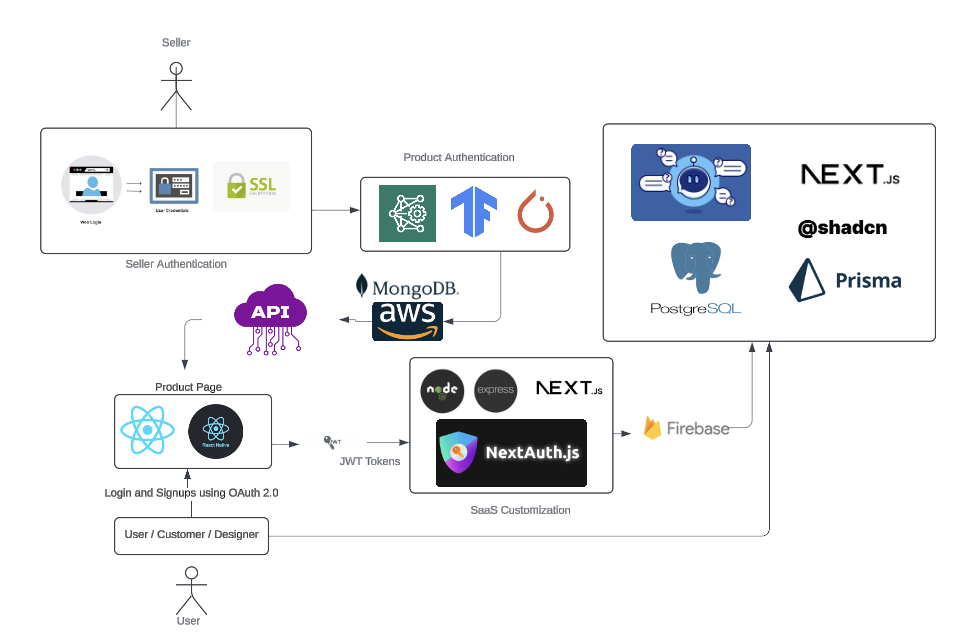 Seller
Web Login
User Credentials
SSL
Seller Authentication
Product Authentication
NEXT.JS
@shadcn
PostgreSQL
Prisma
MongoDB.
aws
API
Product Page
React Native
JWT
JWT Tokens
node
express
NEXT.JS
NextAuth.js
SaaS Customization
Firebase
Login and Signups using OAuth 2.0
User / Customer / Designer
User